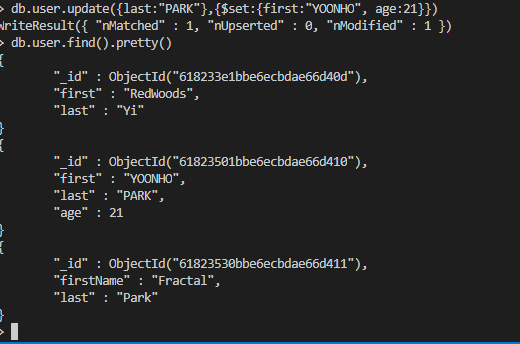 > db.user.update({last:"PARK"},{$set:{first:"YOONHO", age:21}})
WriteResult({ "nMatched" : 1, "nUpserted" : 0, "nModified" : 1 })
> db.user.find().pretty()
{
"_id" : ObjectId("618233e1bbe6ecbdae66d40d"),
"first" : "RedWoods",
"last" : "Yi"
}
{
"_id" : ObjectId("61823501bbe6ecbdae66d410"),
"first" : "YOONHO",
"last" : "PARK",
"age" : 21
}
{
"_id" : ObjectId("61823530bbe6ecbdae66d411"),
"firstName" : "Fractal",
"last" : "Park"
}
>